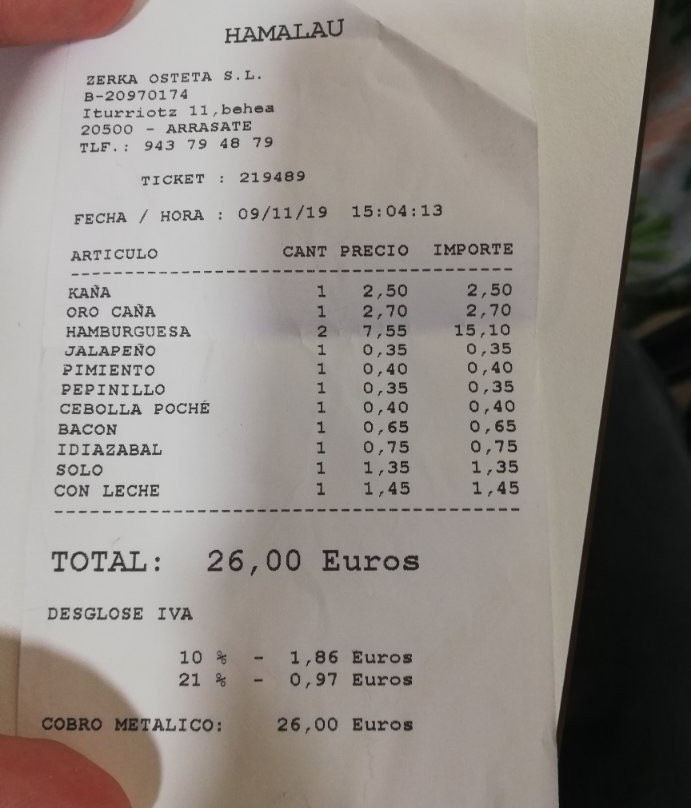 HAMALAU
ZERKA OSTETA S.L.
B-20970174
Iturriotz 11,behea
20500 - ARRASATE
TLF.: 943 79 48 79
TICKET : 219489
FECHA / HORA : 09/11/19 15:04:13
ARTICULO CANT PRECIO IMPORTE
KAÑA 1 2,50 2,50
ORO CAÑA 1 2,70 2,70
HAMBURGUESA 2 7,55 15,10
JALAPEÑO 1 0,35 0,35
PIMIENTO 1 0,40 0,40
PEPINILLO 1 0,35 0,35
CEBOLLA POCHÉ 1 0,40 0,40
BACON 1 0,65 0,65
IDIAZABAL 1 0,75 0,75
SOLO 1 1,35 1,35
CON LECHE 1 1,45 1,45
TOTAL: 26,00 Euros
DESGLOSE IVA
10 % - 1,86 Euros
21 % - 0,97 Euros
COBRO METALICO: 26,00 Euros